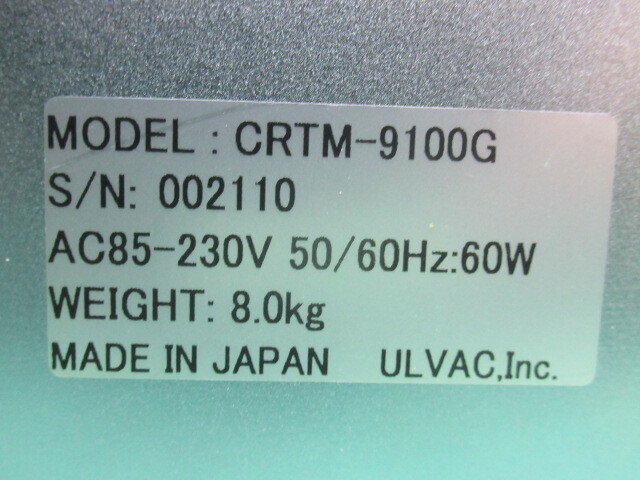 MODEL : CRTM-9100G
S/N: 002110
AC85-230V 50/60Hz:60W
WEIGHT: 8.0kg
MADE IN JAPAN ULVAC,Inc.